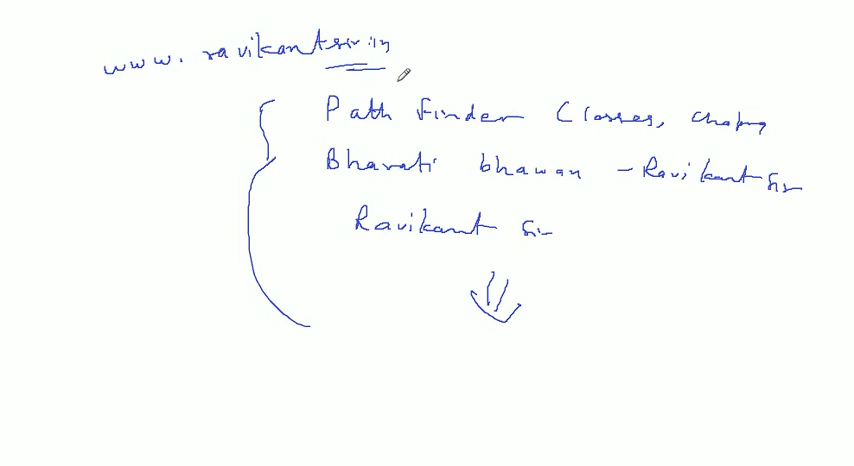 www.ravikantsir.in
Path finder Classes, Chapra
Bharati bhawan - Ravikant Sir
Ravikant Sir